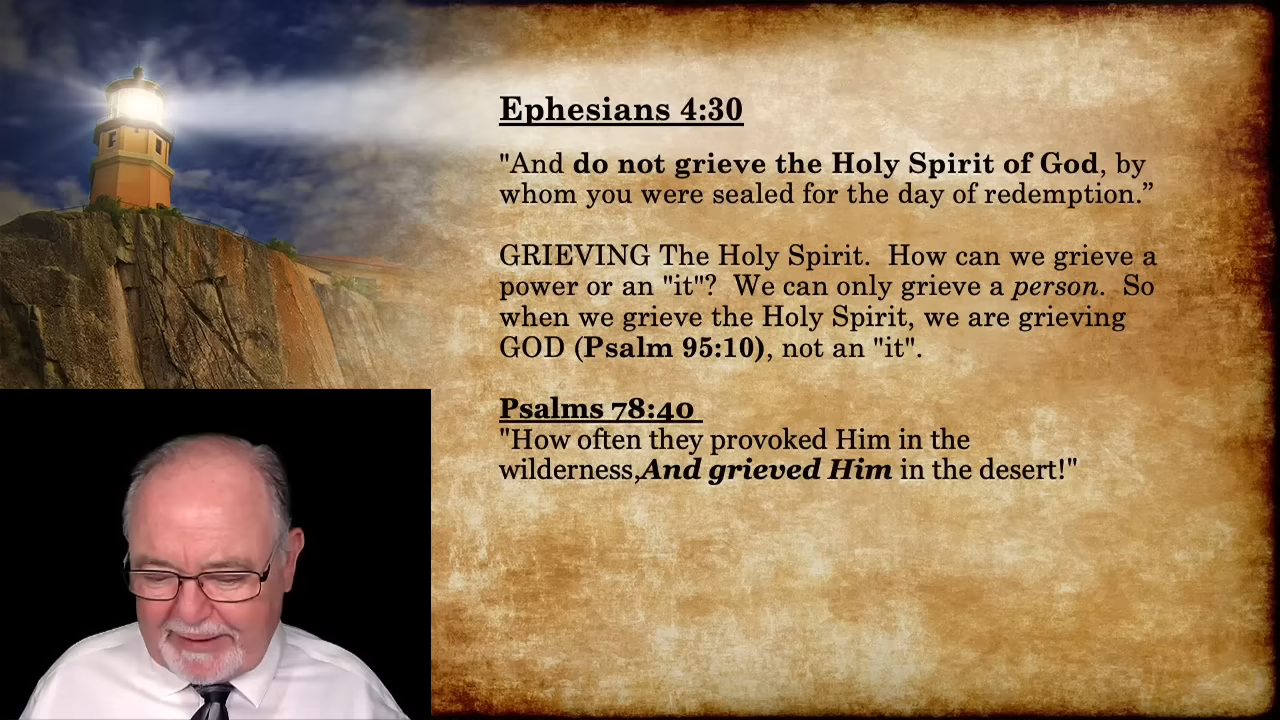 Ephesians 4:30
"And do not grieve the Holy Spirit of God, by
whom you were sealed for the day of redemption.”
GRIEVING The Holy Spirit.  How can we grieve a
power or an "it"?  We can only grieve a person.  So
when we grieve the Holy Spirit, we are grieving
GOD (Psalm 95:10), not an "it".
Psalms 78:40
"How often they provoked Him in the
wilderness,And grieved Him in the desert!"